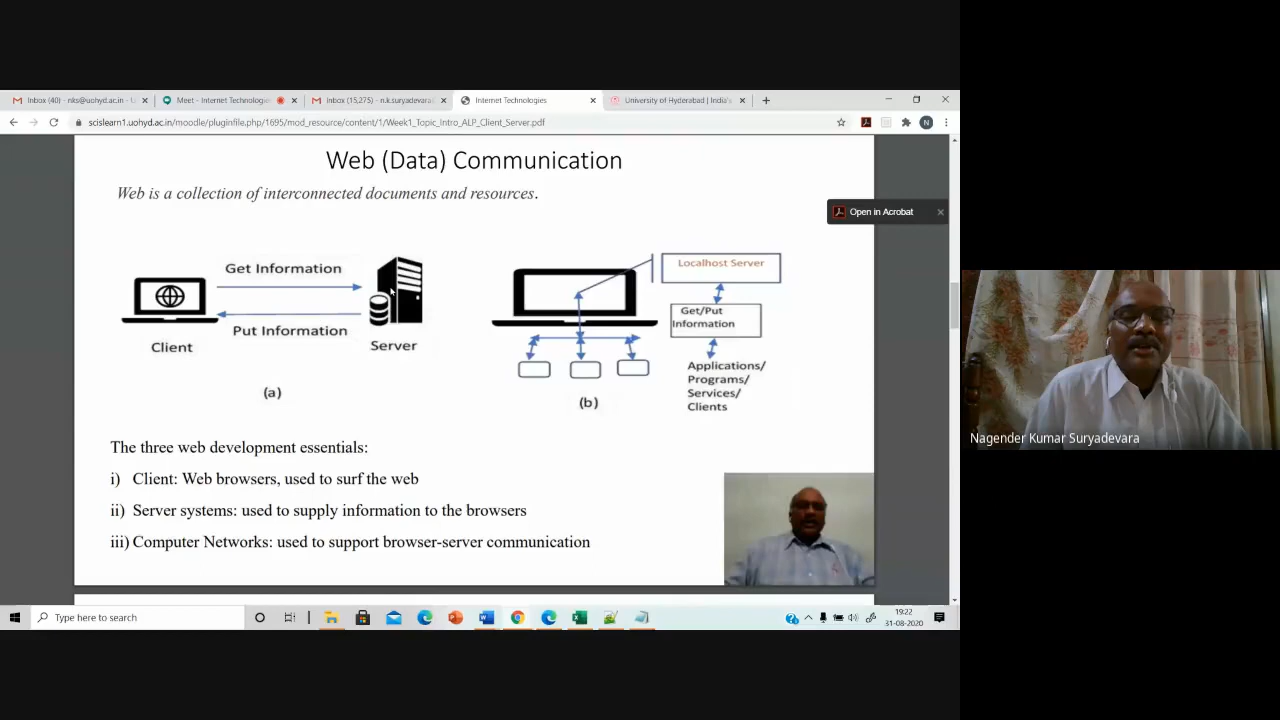 Inbox (40) - nks@uohyd.ac.in - U
Meet - Internet Technologie
Inbox (15,275) - n.k.suryadevara
Internet Technologies
University of Hyderabad | India's
scislearn1.uohyd.ac.in/moodle/pluginfile.php/1695/mod_resource/content/1/Week1_Topic_Intro_ALP_Client_Server.pdf
N
Web (Data) Communication
Web is a collection of interconnected documents and resources.
Open in Acrobat
Get Information
Put Information
Client
Server
(a)
Localhost Server
Get/Put
Information
Applications/
Programs/
Services/
Clients
(b)
The three web development essentials:
i) Client: Web browsers, used to surf the web
ii) Server systems: used to supply information to the browsers
iii) Computer Networks: used to support browser-server communication
Nagender Kumar Suryadevara
Type here to search
19:22
31-08-2020